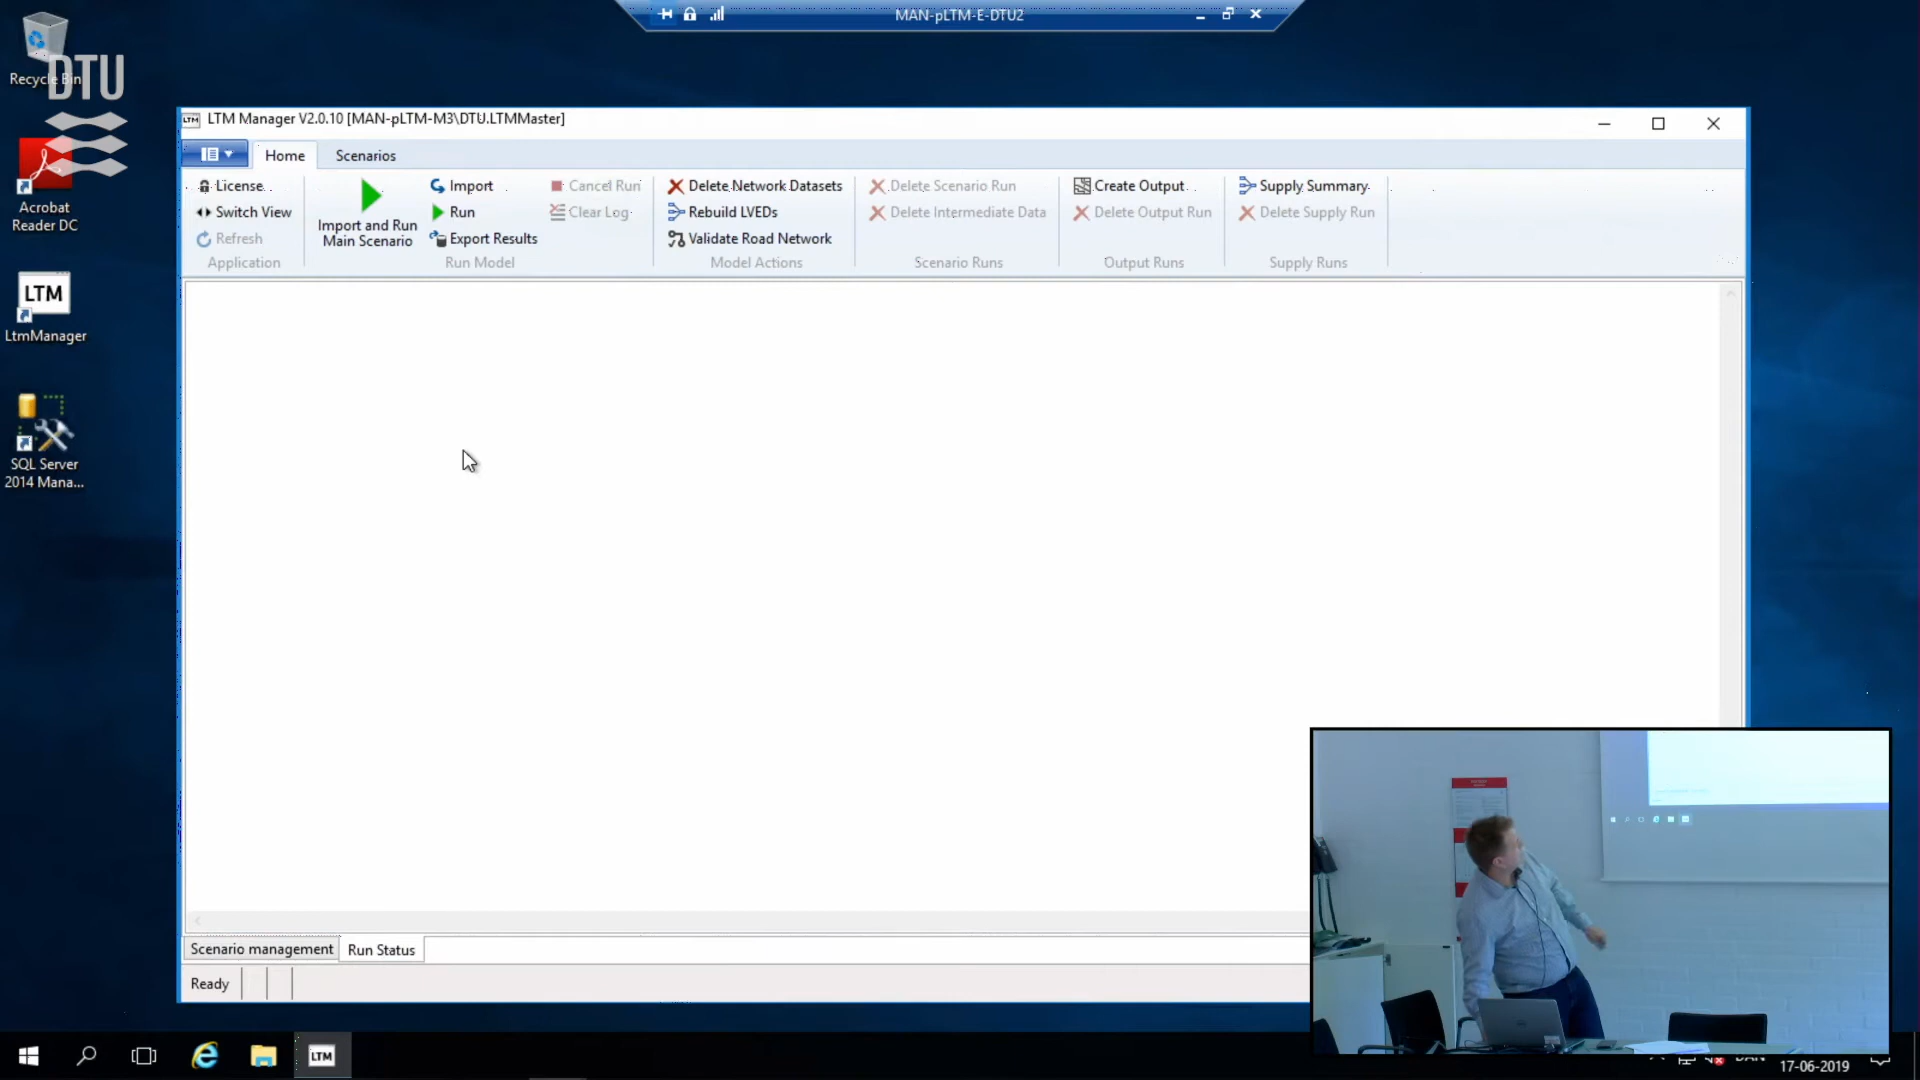 MAN-pLTM-E-DTU2
Recycle Bin
DTU
Acrobat
Reader DC
LTM
LtmManager
SQL Server
2014 Mana...
LTM LTM Manager V2.0.10 [MAN-pLTM-M3\DTU.LTMMaster]
Home Scenarios
License Import Cancel Run Delete Network Datasets Delete Scenario Run Create Output Supply Summary
Switch View Run Clear Log Rebuild LVEDs Delete Intermediate Data Delete Output Run Delete Supply Run
Import and Run
Main Scenario
Refresh Export Results Validate Road Network
Application Run Model Model Actions Scenario Runs Output Runs Supply Runs
Scenario management Run Status
Ready
LTM
17-06-2019